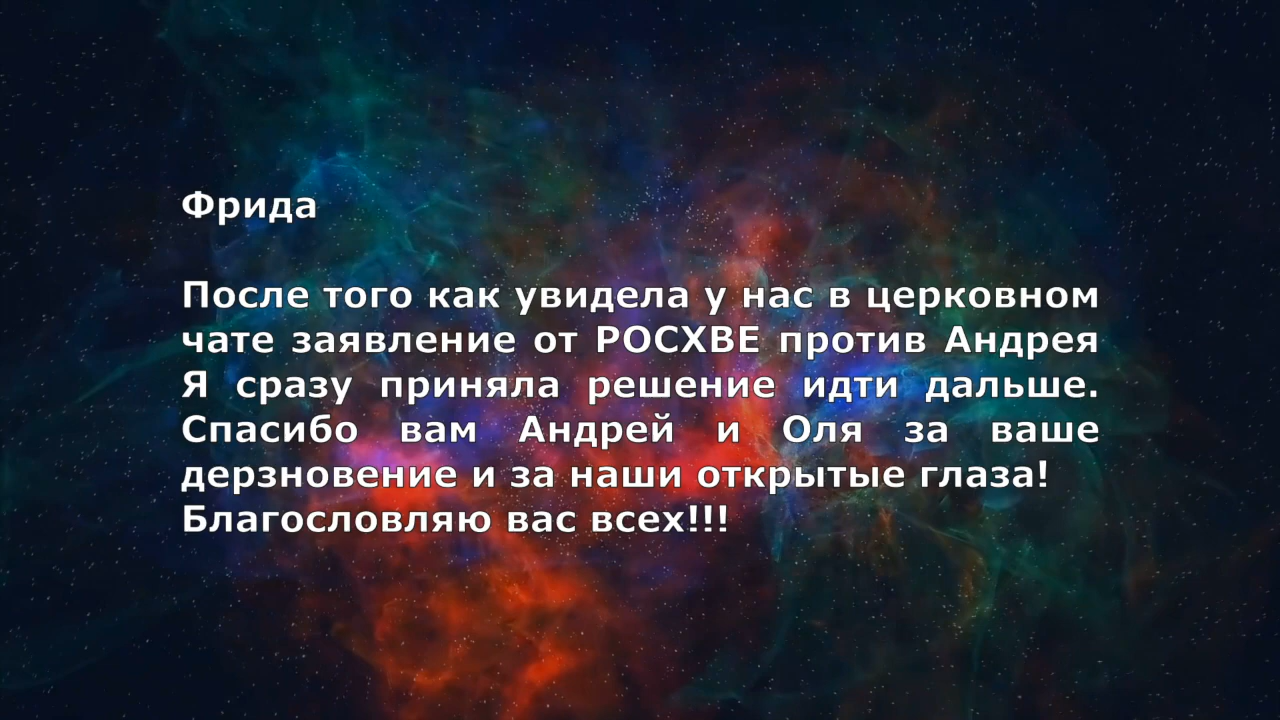 Фрида
После того как увидела у нас в церковном
чате заявление от РОСХВЕ против Андрея
Я сразу приняла решение идти дальше.
Спасибо вам Андрей и Оля за ваше
дерзновение и за наши открытые глаза!
Благословляю вас всех!!!